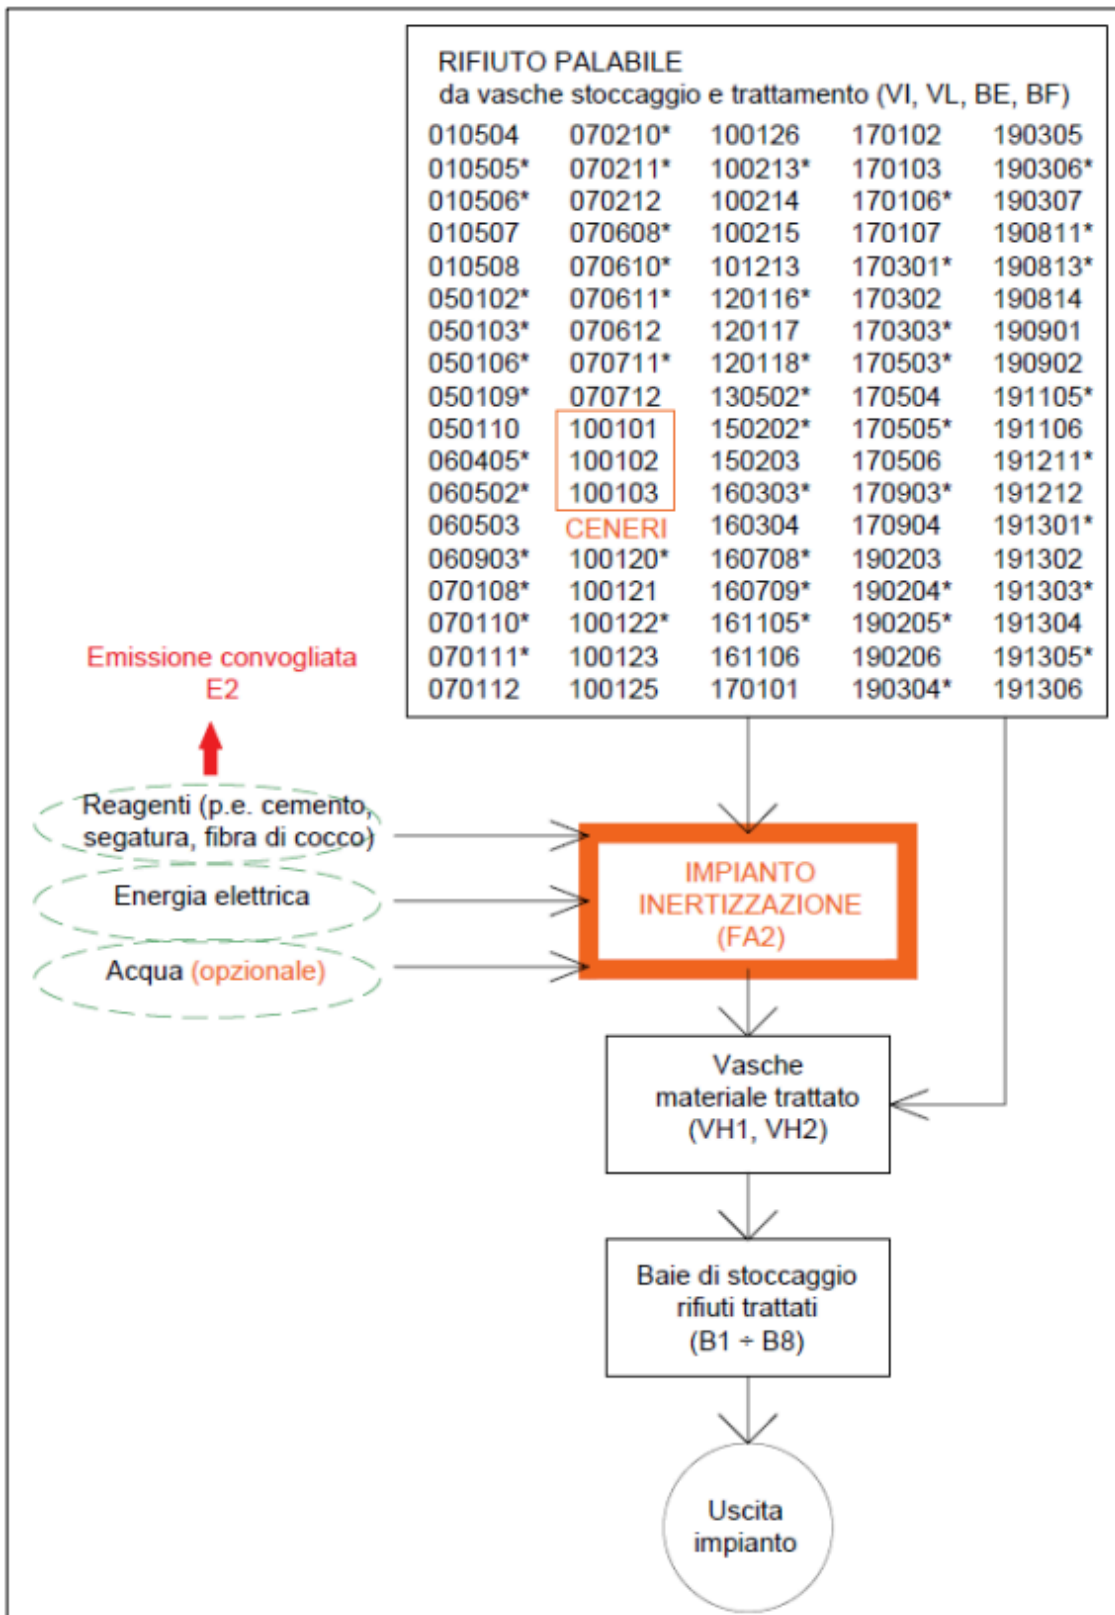 RIFIUTO PALABILE
da vasche stoccaggio e trattamento (VI, VL, BE, BF)
010504 070210* 100126 170102 190305
010505* 070211* 100213* 170103 190306*
010506* 070212 100214 170106* 190307
010507 070608* 100215 170107 190811*
010508 070610* 101213 170301* 190813*
050102* 070611* 120116* 170302 190814
050103* 070612 120117 170303* 190901
050106* 070711* 120118* 170503* 190902
050109* 070712 130502* 170504 191105*
050110 100101 150202* 170505* 191106
060405* 100102 150203 170506 191211*
060502* 100103 160303* 170903* 191212
060503 CENERI 160304 170904 191301*
060903* 100120* 160708* 190203 191302
070108* 100121 160709* 190204* 191303*
070110* 100122* 161105* 190205* 191304
070111* 100123 161106 190206 191305*
070112 100125 170101 190304* 191306
Emissione convogliata
E2
Reagenti (p.e. cemento,
segatura, fibra di cocco)
Energia elettrica
Acqua (opzionale)
IMPIANTO
INERTIZZAZIONE
(FA2)
Vasche
materiale trattato
(VH1, VH2)
Baie di stoccaggio
rifiuti trattati
(B1 ÷ B8)
Uscita
impianto